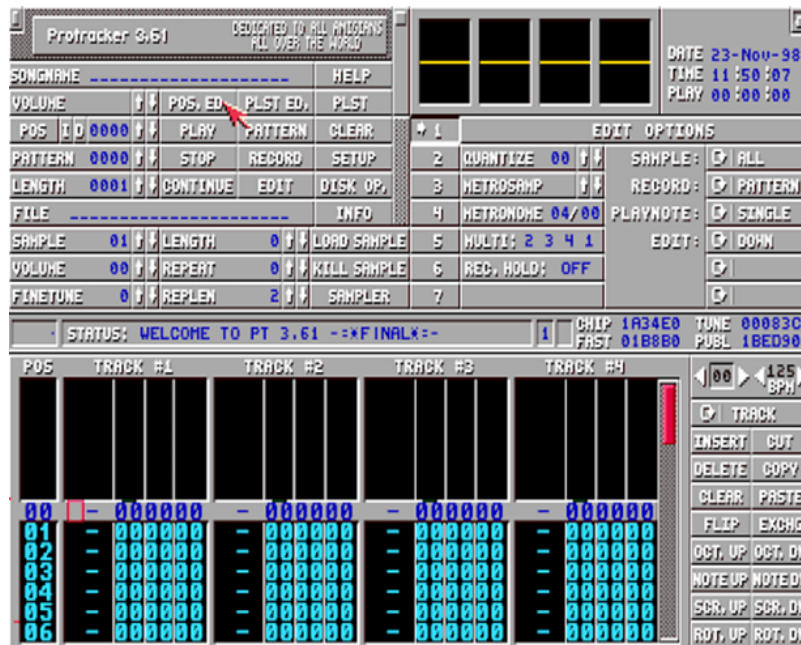 Protracker 3.61
DEDICATED TO ALL AMIGIANS
ALL OVER THE WORLD
DATE 23-Nov-98
TIME 11:50:07
PLAY 00:00:00
SONGNAME ____________________ HELP
VOLUME POS. ED. PLST ED. PLST
POS I D 0000 PLAY PATTERN CLEAR
PATTERN 0000 STOP RECORD SETUP
LENGTH 0001 CONTINUE EDIT DISK OP.
FILE ____________________ INFO
SAMPLE 01 LENGTH 0 LOAD SAMPLE
VOLUME 00 REPEAT 0 KILL SAMPLE
FINETUNE 0 REPLEN 2 SAMPLER
1 EDIT OPTIONS
2 QUANTIZE 00 SAMPLE: ALL
3 METROSAMP RECORD: PATTERN
4 METRONOME 04/00 PLAYNOTE: SINGLE
5 MULTI: 2 3 4 1 EDIT: DOWN
6 REC. HOLD: OFF
7
STATUS: WELCOME TO PT 3.61 -=*FINAL*=- 1
CHIP 1A34E0 TUNE 00083C
FAST 01B8B0 PUBL 1BED90
POS TRACK #1 TRACK #2 TRACK #3 TRACK #4
00 - 000000 - 000000 - 000000 - 000000
01 - 000000 - 000000 - 000000 - 000000
02 - 000000 - 000000 - 000000 - 000000
03 - 000000 - 000000 - 000000 - 000000
04 - 000000 - 000000 - 000000 - 000000
05 - 000000 - 000000 - 000000 - 000000
06 - 000000 - 000000 - 000000 - 000000
00 125 BPM
TRACK
INSERT CUT
DELETE COPY
CLEAR PASTE
FLIP EXCHG
OCT. UP OCT. D
NOTE UP NOTE D
SCR. UP SCR. D
ROT. UP ROT. D